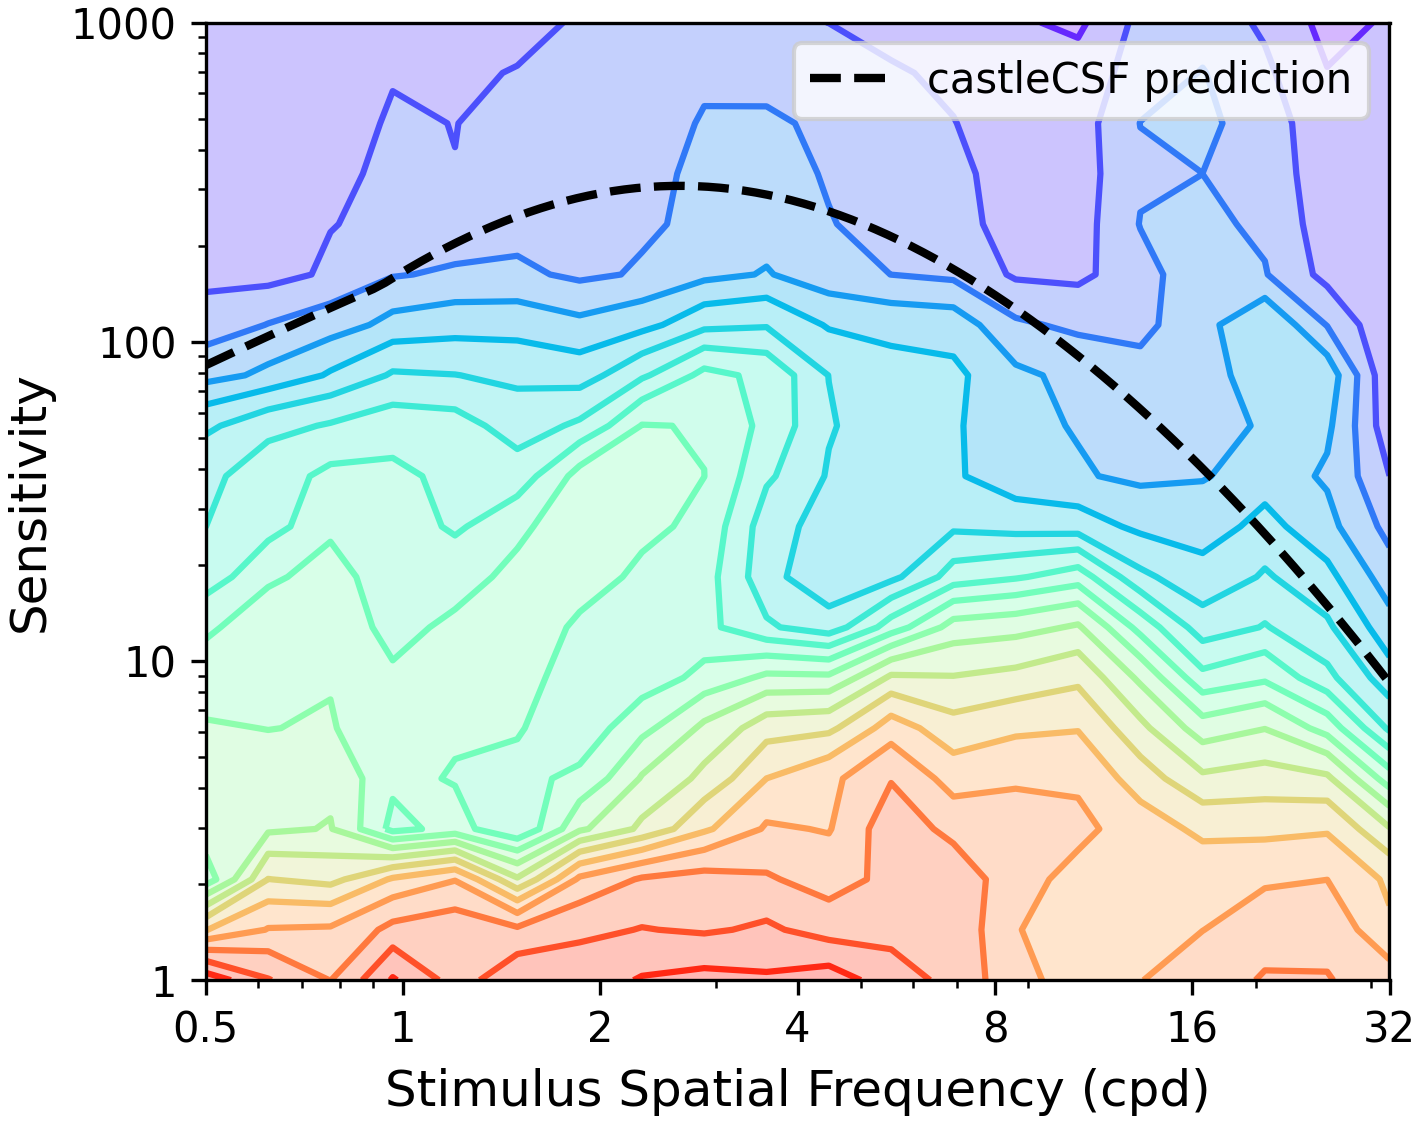 1000
100
10
1
Sensitivity
castleCSF prediction
0.5 1 2 4 8 16 32
Stimulus Spatial Frequency (cpd)